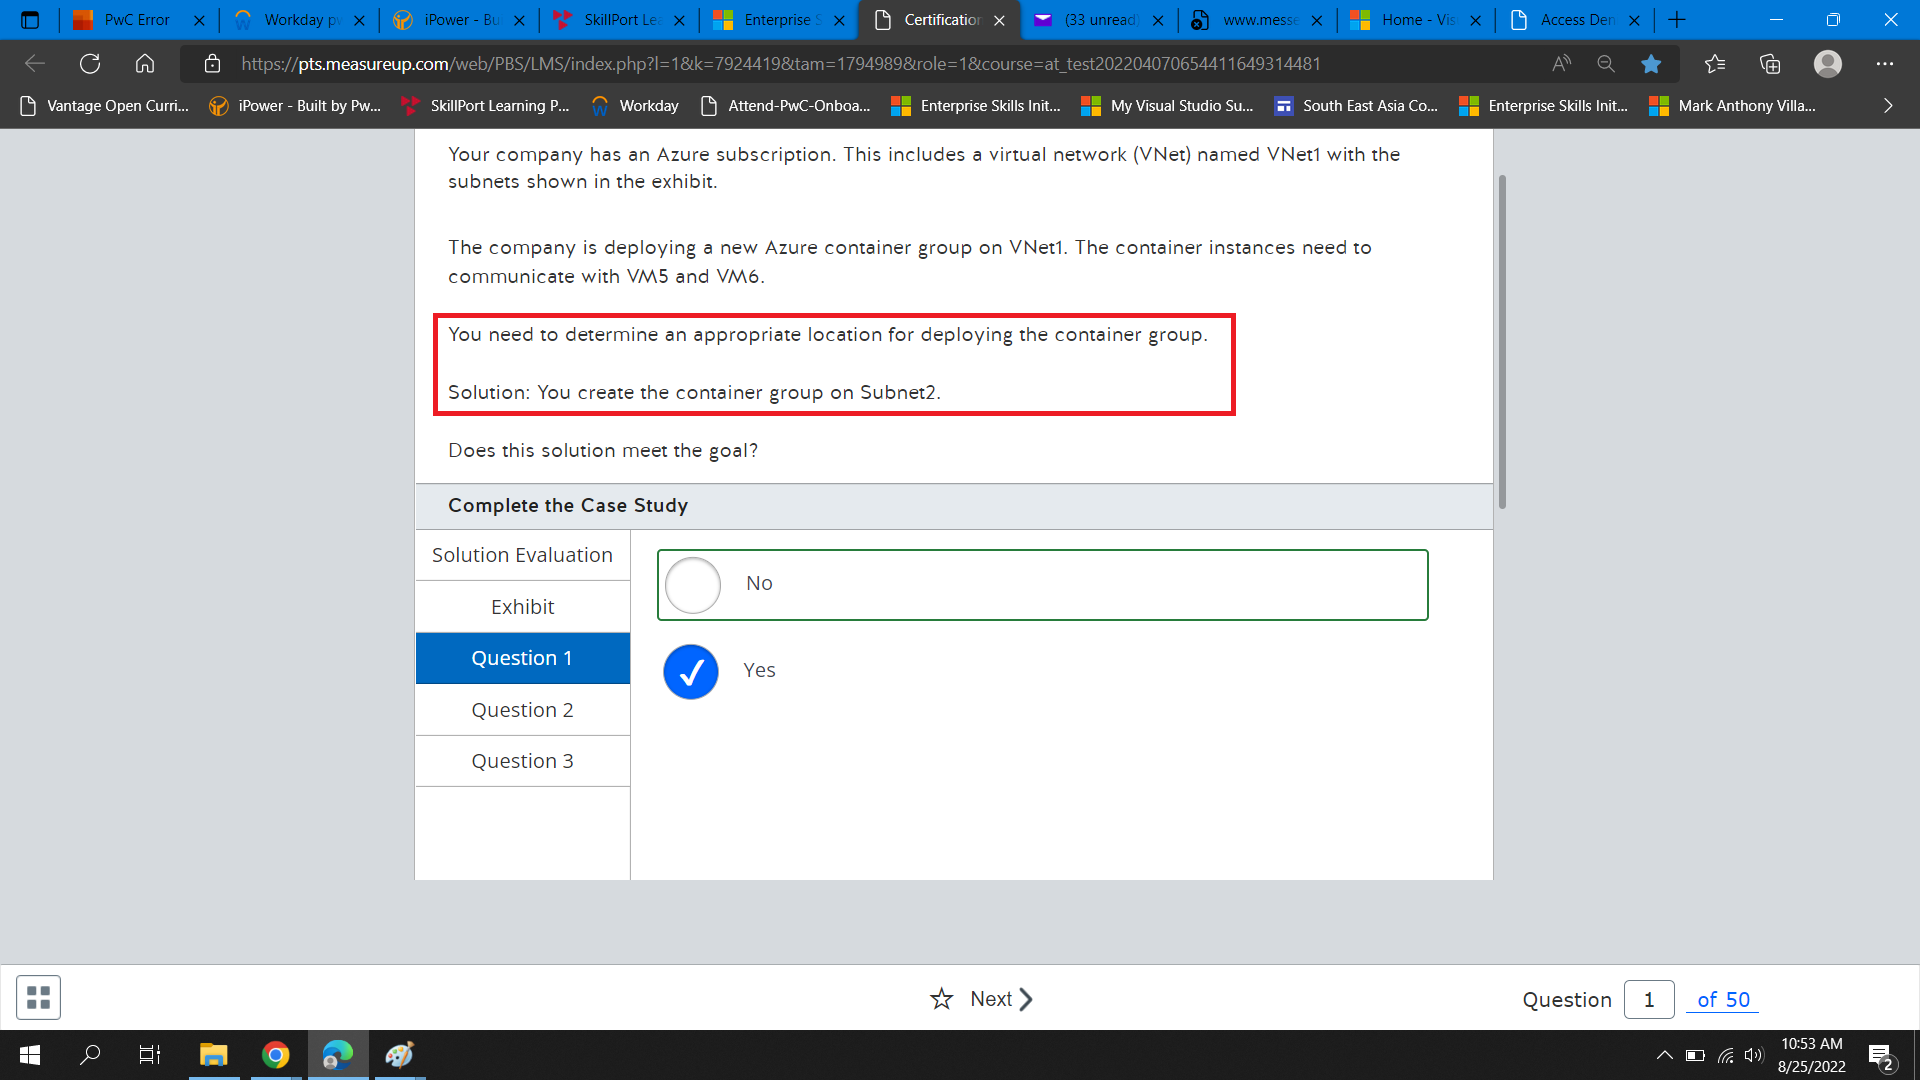 PwC Error
Workday pw
iPower - Bu
SkillPort Lea
Enterprise S
Certification
(33 unread)
www.messe
Home - Vis
Access Den
https://pts.measureup.com/web/PBS/LMS/index.php?l=1&k=7924419&tam=1794989&role=1&course=at_test202204070654411649314481
Vantage Open Curri...
iPower - Built by Pw...
SkillPort Learning P...
Workday
Attend-PwC-Onboa...
Enterprise Skills Init...
My Visual Studio Su...
South East Asia Co...
Enterprise Skills Init...
Mark Anthony Villa...
Your company has an Azure subscription. This includes a virtual network (VNet) named VNet1 with the
subnets shown in the exhibit.
The company is deploying a new Azure container group on VNet1. The container instances need to
communicate with VM5 and VM6.
You need to determine an appropriate location for deploying the container group.
Solution: You create the container group on Subnet2.
Does this solution meet the goal?
Complete the Case Study
Solution Evaluation
Exhibit
Question 1
Question 2
Question 3
No
Yes
Next
Question 1 of 50
10:53 AM
8/25/2022
2